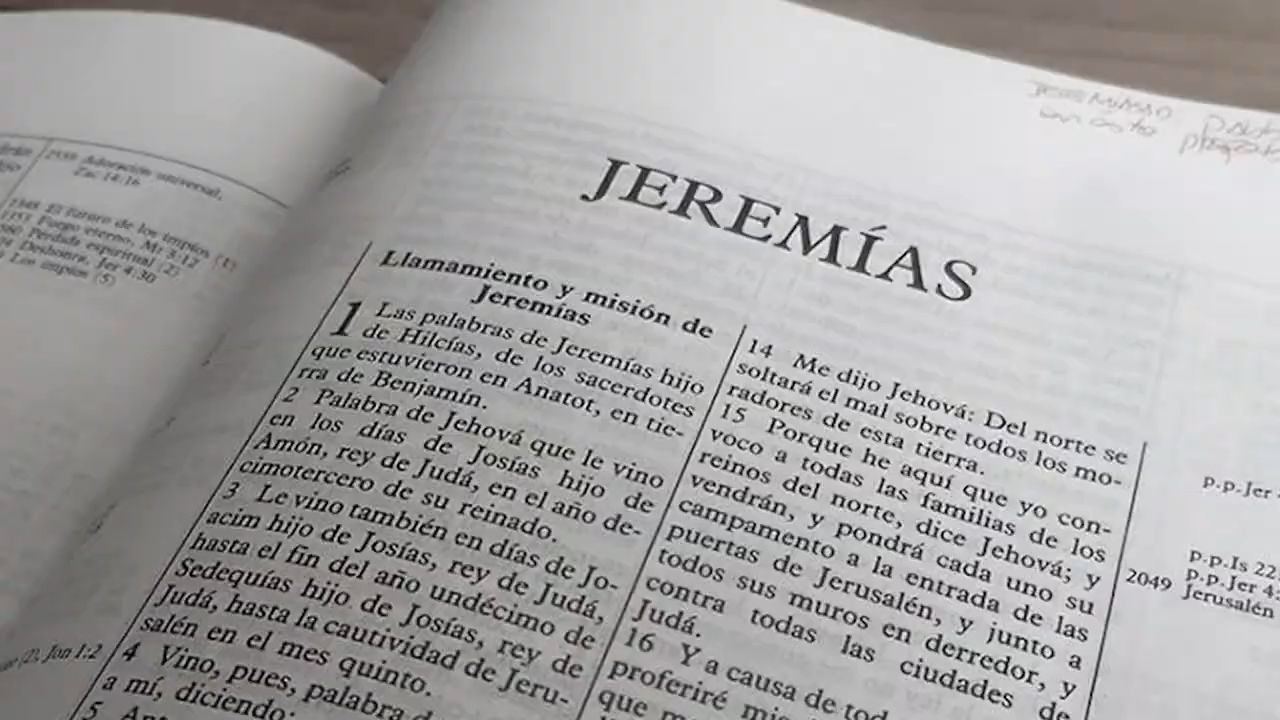 Adoración universal,
Zac 14:16
El futuro de los impíos (1)
Fuego eterno, Mt 3:12
Pérdida espiritual (2)
Deshonra, Jer 4:30
Los impíos (5)
Jon 1:2
JEREMÍAS
Llamamiento y misión de
Jeremías
1 Las palabras de Jeremías hijo
de Hilcías, de los sacerdotes
que estuvieron en Anatot, en tie-
rra de Benjamín.
2 Palabra de Jehová que le vino
en los días de Josías hijo de
Amón, rey de Judá, en el año de-
cimotercero de su reinado.
3 Le vino también en días de Jo-
acim hijo de Josías, rey de Judá,
hasta el fin del año undécimo de
Sedequías hijo de Josías, rey de
Judá, hasta la cautividad de Jeru-
salén en el mes quinto.
4 Vino, pues, palabra d
a mí, diciendo:
5 Ant
14 Me dijo Jehová: Del norte se
soltará el mal sobre todos los mo-
radores de esta tierra.
15 Porque he aquí que yo con-
voco a todas las familias de los
reinos del norte, dice Jehová; y
vendrán, y pondrá cada uno su
campamento a la entrada de las
puertas de Jerusalén, y junto a
todos sus muros en derredor, y
contra todas las ciudades de
Judá.
16 Y a causa de tod
proferiré mis
que m
p.p.Jer
p.p.Is 22
2049 p.p.Jer 4
Jerusalén